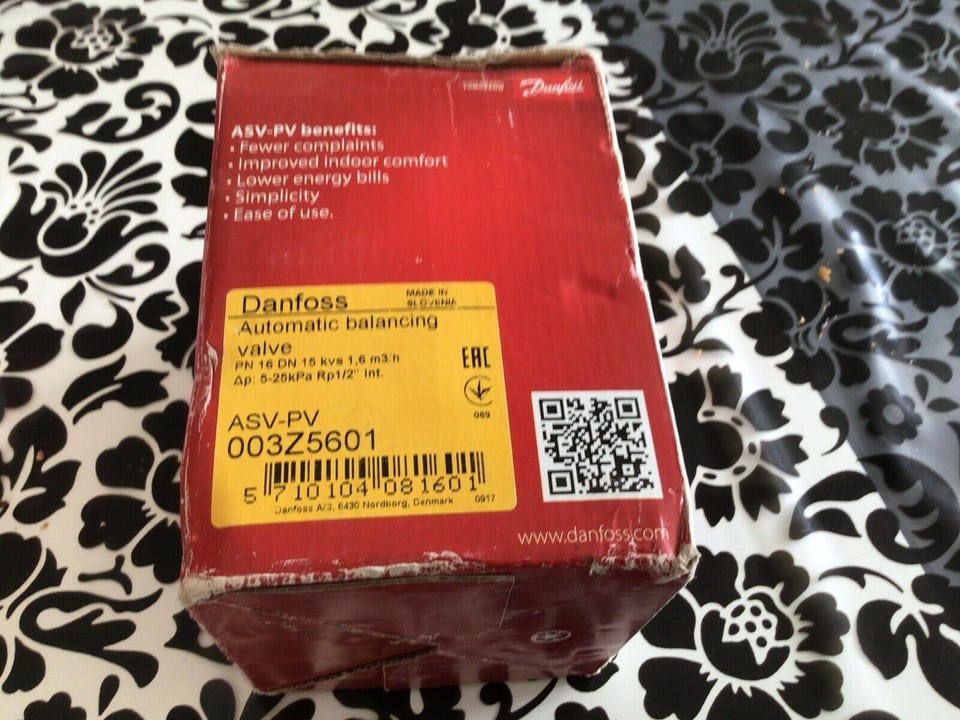 Danfoss
ASV-PV benefits:
• Fewer complaints
• Improved indoor comfort
• Lower energy bills
• Simplicity
• Ease of use.
Danfoss
MADE IN
SLOVENIA
Automatic balancing
valve
PN 16 DN 15 kvs 1,6 m3/h
Δp: 5-25kPa Rp1/2" Int.
EAC
089
ASV-PV
003Z5601
5 710104 081601
0917
Danfoss A/S, 6430 Nordborg, Denmark
www.danfoss.com